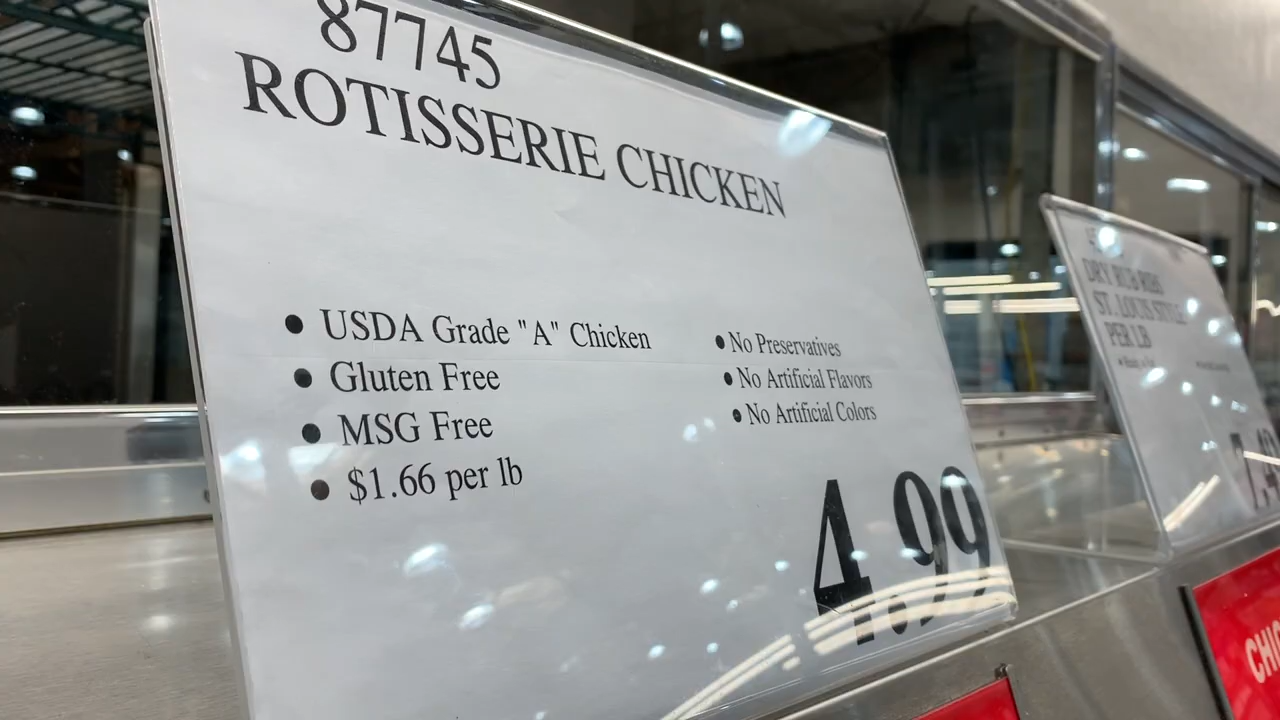 87745
ROTISSERIE CHICKEN
• USDA Grade "A" Chicken
• Gluten Free
• MSG Free
• $1.66 per lb
• No Preservatives
• No Artificial Flavors
• No Artificial Colors
4.99
DRY RUB RIBS
ST. LOUIS STYLE
PER LB